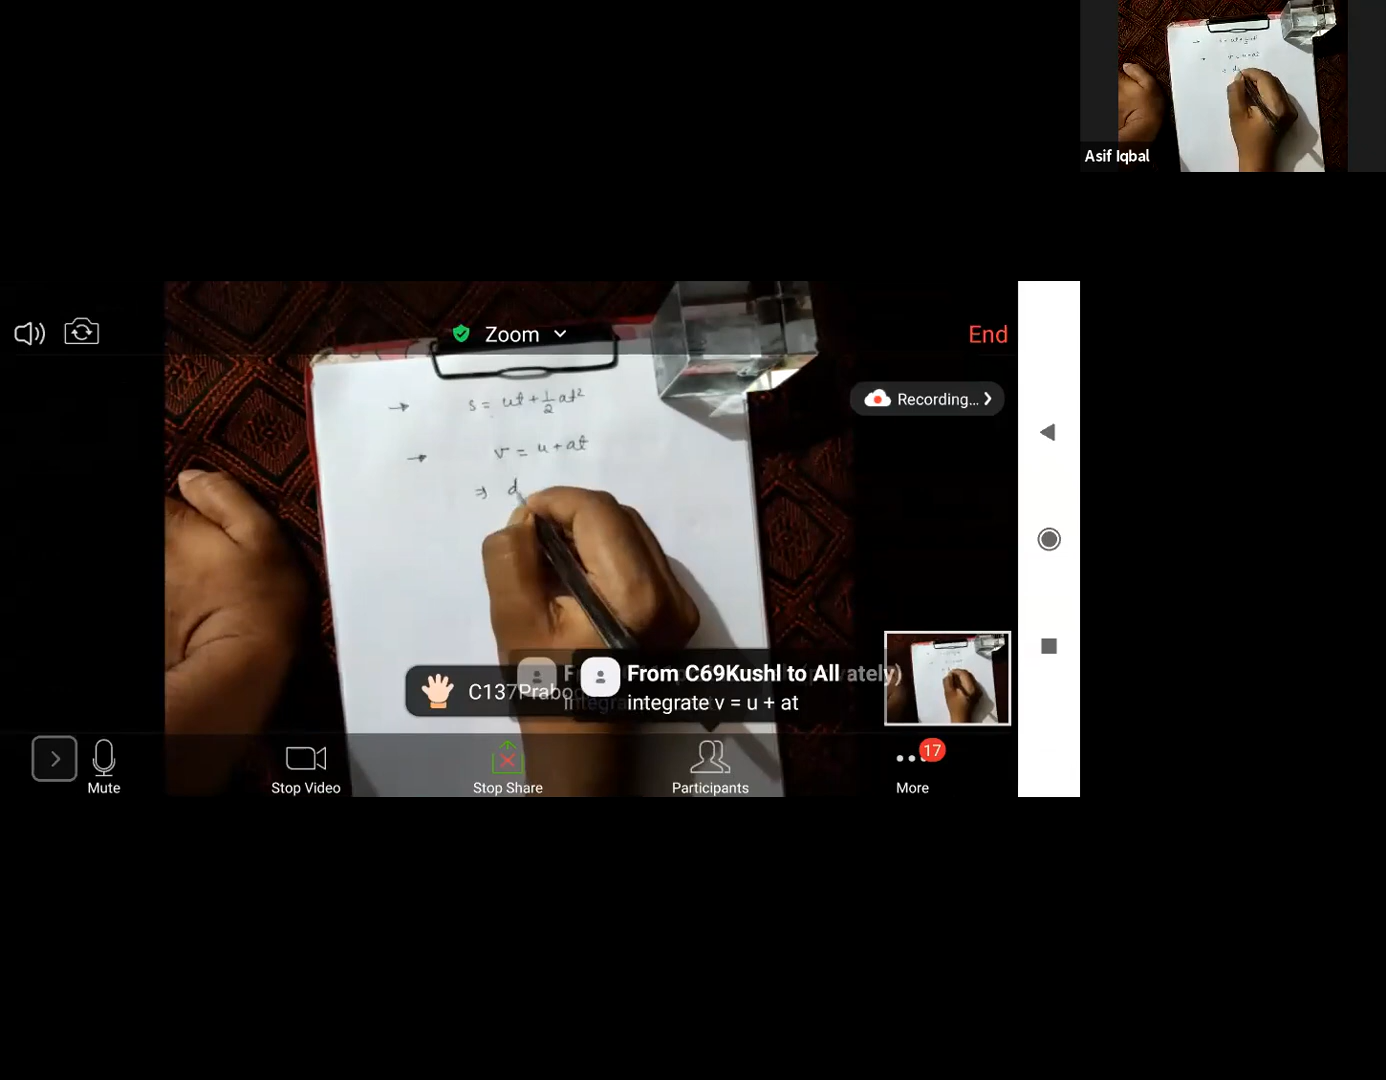 Asif Iqbal
Zoom
End
Recording...
→ s = ut + 1/2 at²
→ v = u + at
⇒ d
From C69Kushl to All
ately)
C137Prabo
integrate v = u + at
17
Mute
Stop Video
Stop Share
Participants
More